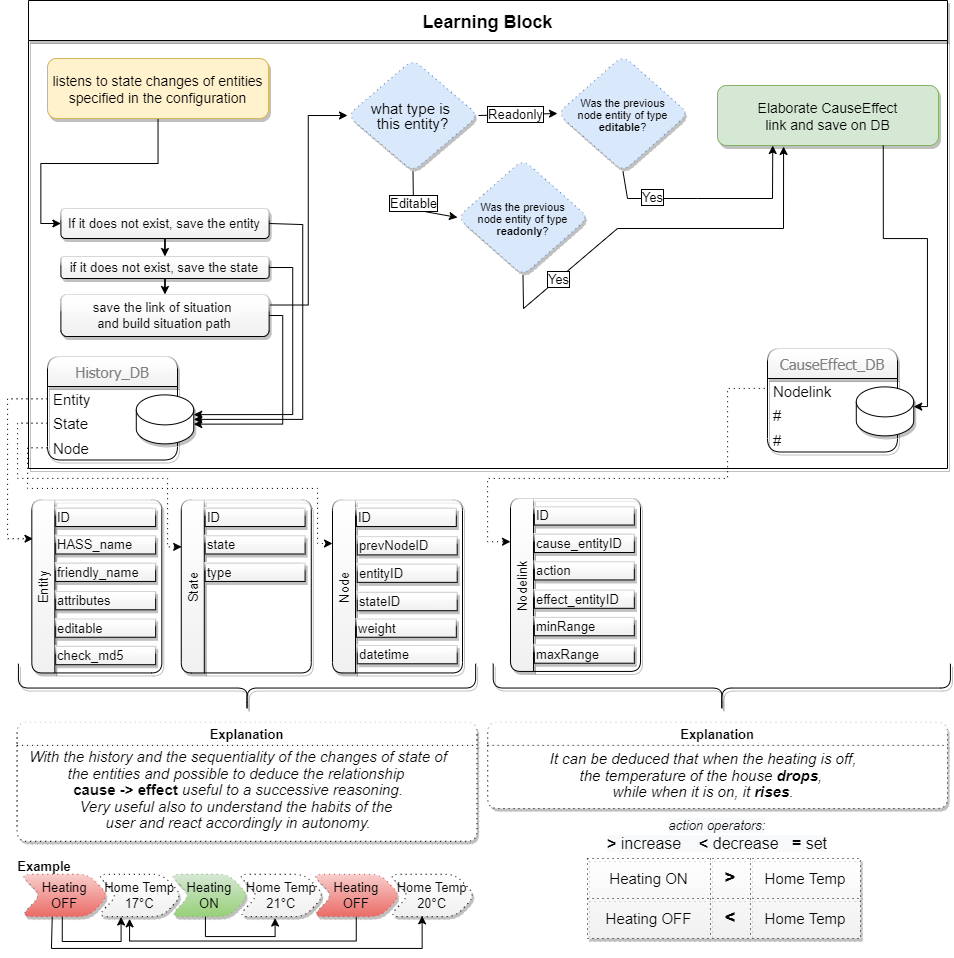 Learning Block
listens to state changes of entities
specified in the configuration
what type is
this entity?
Readonly
Was the previous
node entity of type
editable?
Elaborate CauseEffect
link and save on DB
Editable
Was the previous
node entity of type
readonly?
Yes
Yes
If it does not exist, save the entity
if it does not exist, save the state
save the link of situation
and build situation path
History_DB
Entity
State
Node
CauseEffect_DB
Nodelink
#
#
Entity
ID
HASS_name
friendly_name
attributes
editable
check_md5
State
ID
state
type
Node
ID
prevNodeID
entityID
stateID
weight
datetime
Nodelink
ID
cause_entityID
action
effect_entityID
minRange
maxRange
Explanation
With the history and the sequentiality of the changes of state of
the entities and possible to deduce the relationship
cause -> effect useful to a successive reasoning.
Very useful also to understand the habits of the
user and react accordingly in autonomy.
Explanation
It can be deduced that when the heating is off,
the temperature of the house drops,
while when it is on, it rises.
action operators:
> increase < decrease = set
Heating ON > Home Temp
Heating OFF < Home Temp
Example
Heating
OFF
Home Temp
17°C
Heating
ON
Home Temp
21°C
Heating
OFF
Home Temp
20°C